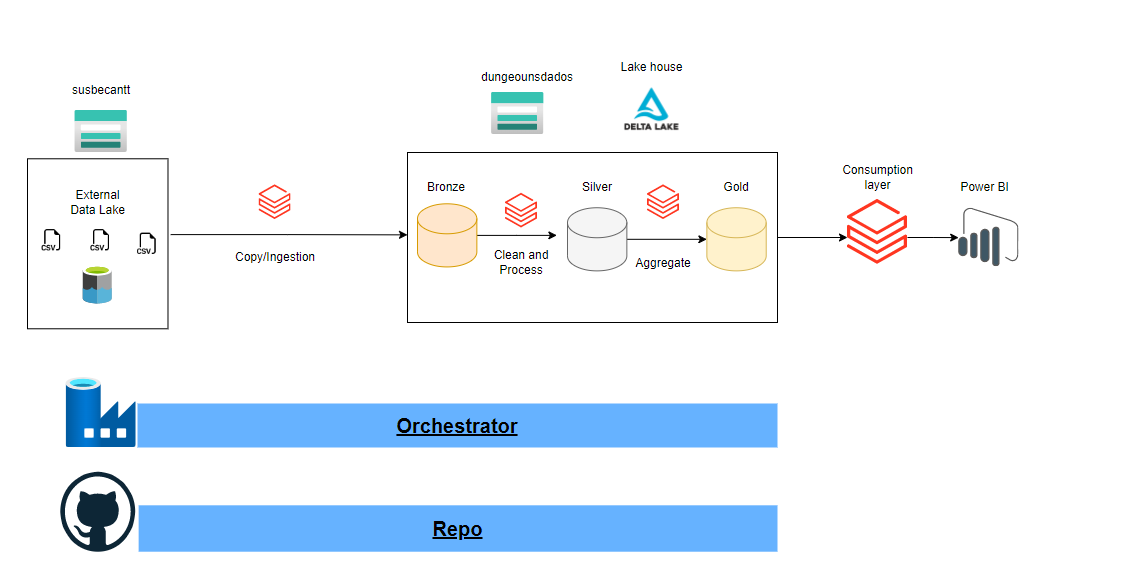 susbecantt
External
Data Lake
CSV
CSV
CSV
Copy/Ingestion
dungeounsdados
Lake house
DELTA LAKE
Bronze
Clean and
Process
Silver
Aggregate
Gold
Consumption
layer
Power BI
Orchestrator
Repo